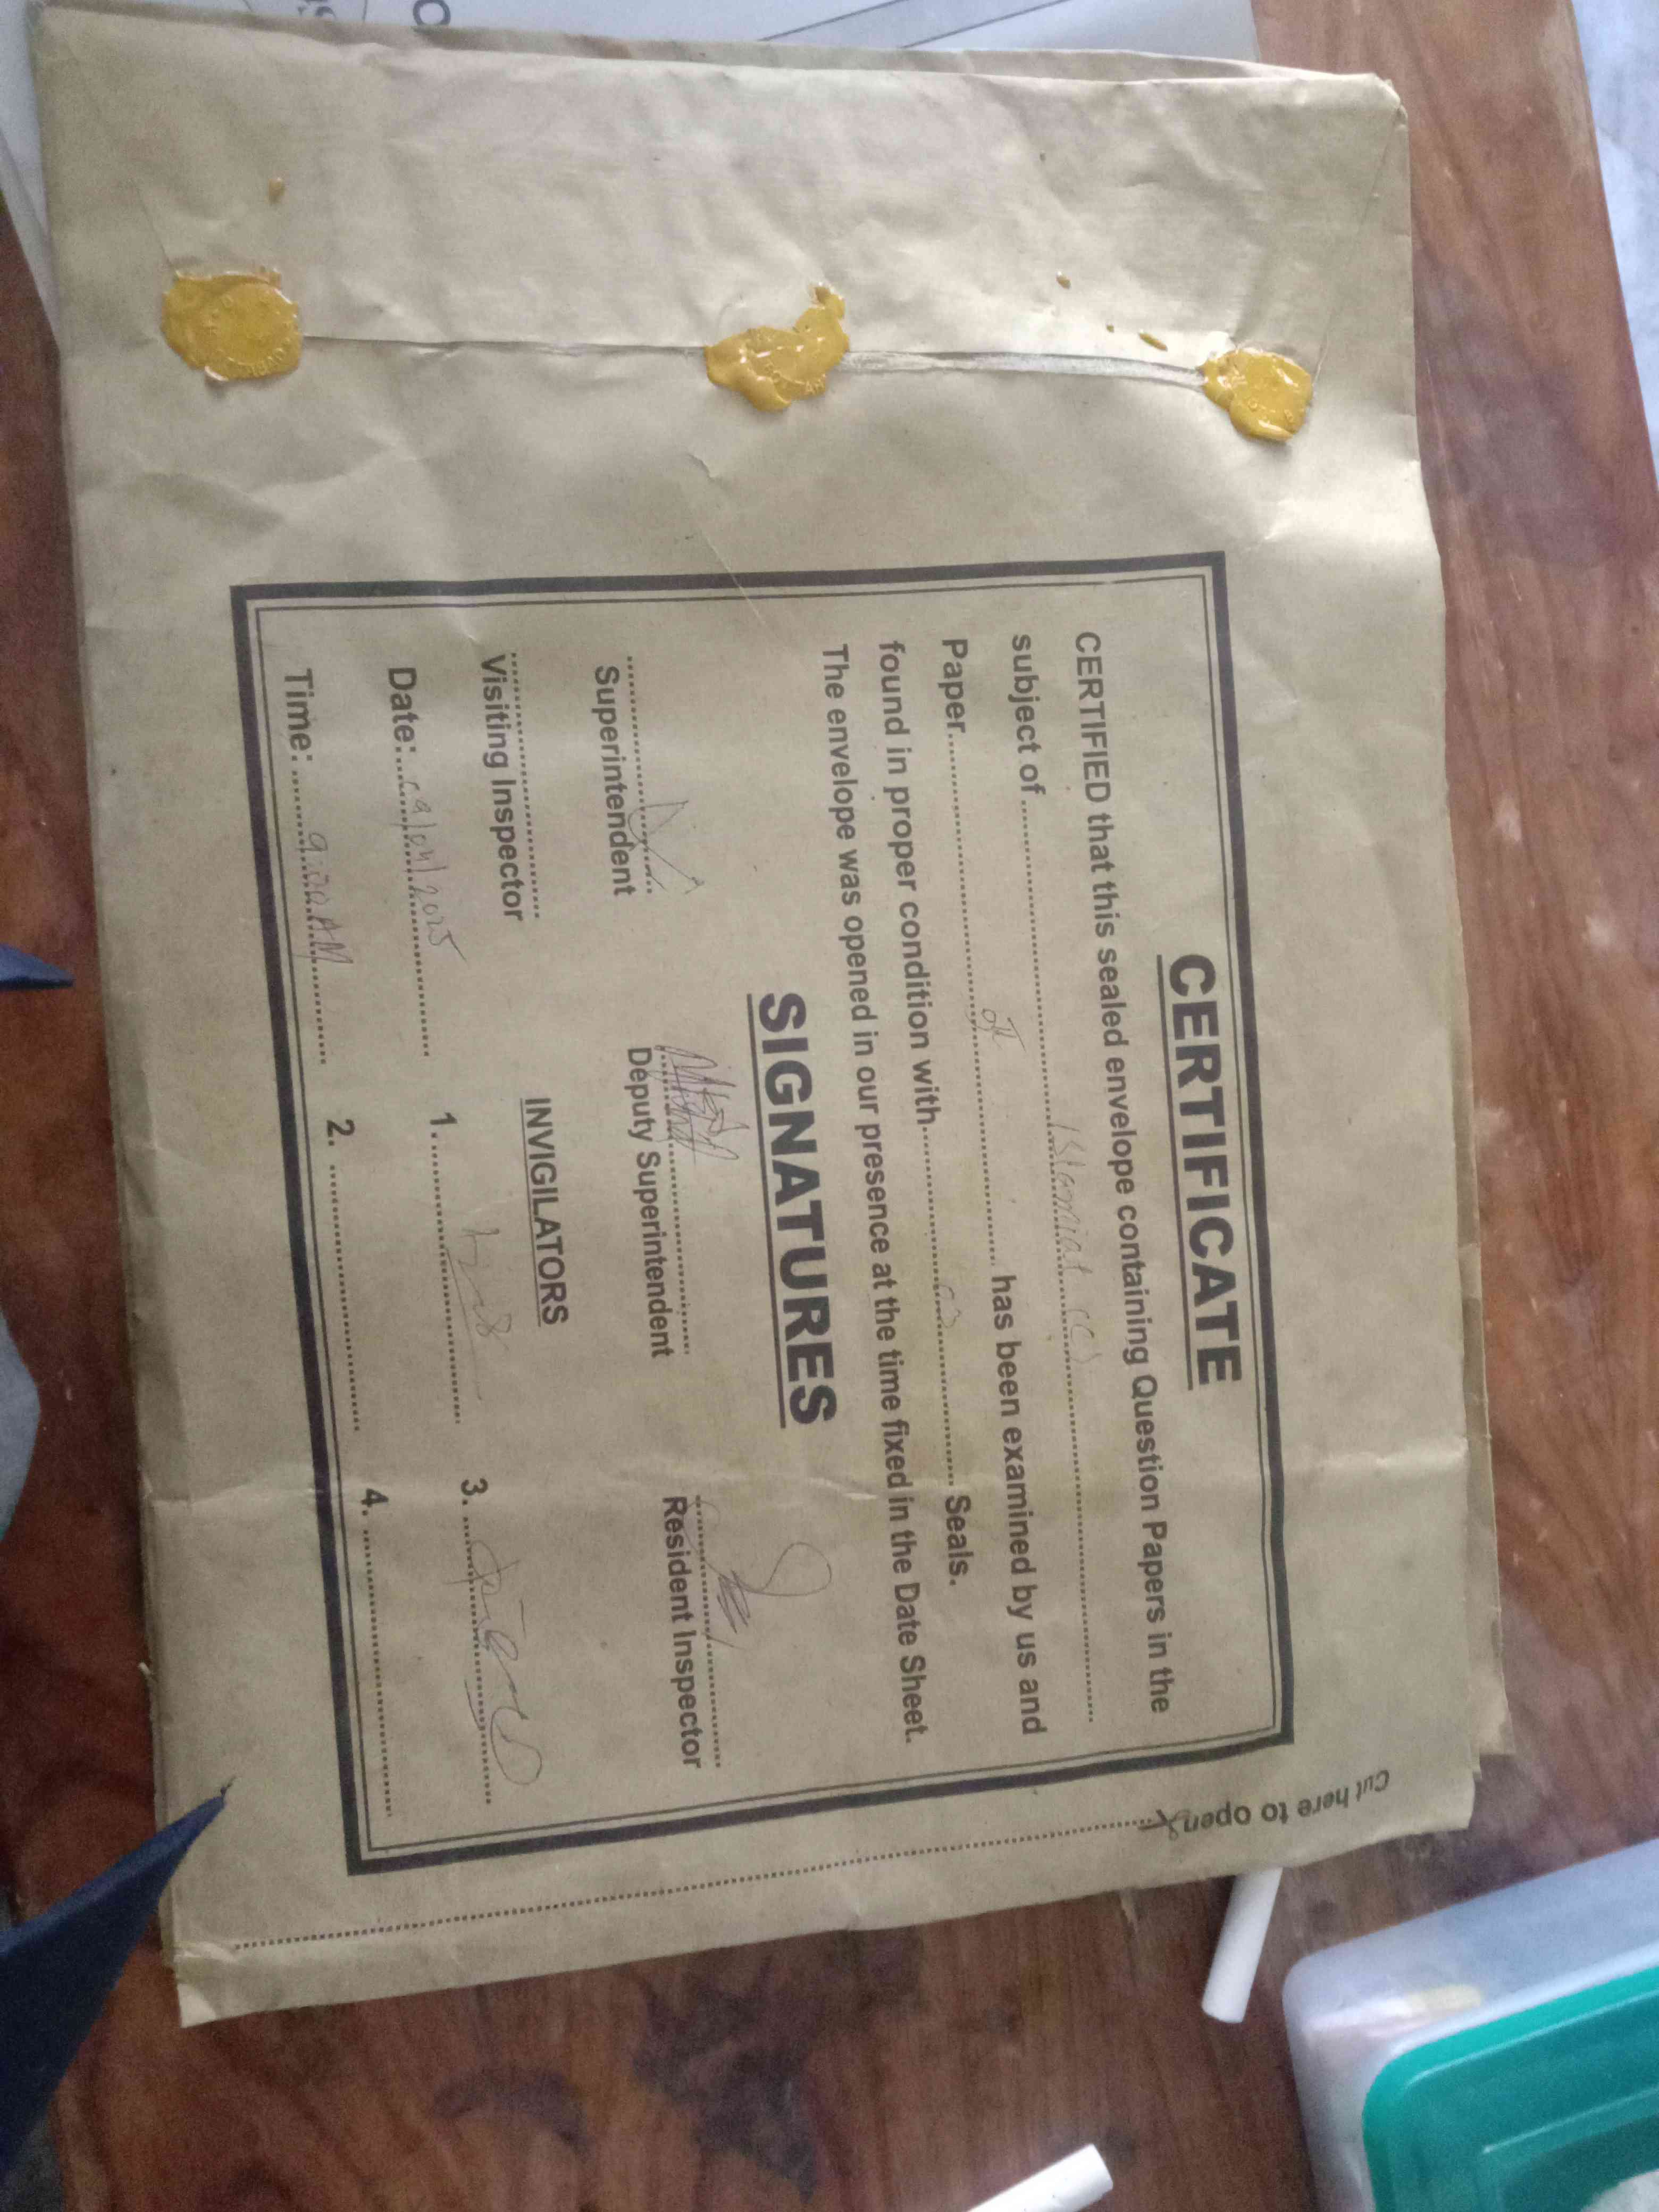 CERTIFICATE
CERTIFIED that this sealed envelope containing Question Papers in the
subject of ........ Islamiat ........
Paper................ has been examined by us and
found in proper condition with................ Seals.
The envelope was opened in our presence at the time fixed in the Date Sheet.
SIGNATURES
Superintendent
Deputy Superintendent
Resident Inspector
Visiting Inspector
INVIGILATORS
Date: /04/2025
1.
3.
Time: 9:00 AM
2.
4.
Cut here to open